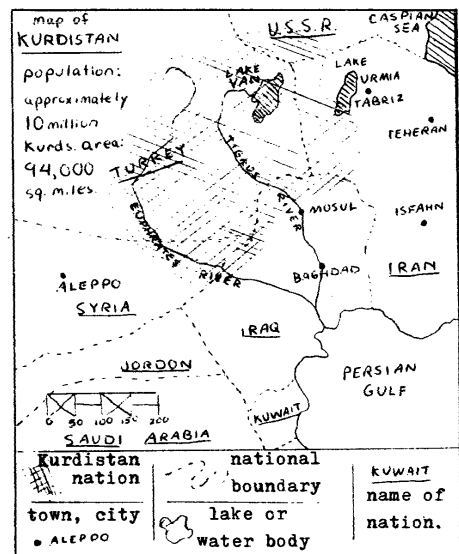 map of
KURDISTAN
population:
approximately
10 million
Kurds. area:
94,000
sq. miles.
U.S.S.R.
CASPIAN
SEA
LAKE
VAN
LAKE
URMIA
TABRIZ
TEHERAN
TURKEY
TIGRUS
RIVER
MOSUL
ISFAHN
EUPHRATES
RIVER
BAGHDAD
IRAN
ALEPPO
SYRIA
IRAQ
JORDON
PERSIAN
GULF
KUWAIT
0 50 100 150 200
SAUDI ARABIA
Kurdistan
nation
national
boundary
KUWAIT
name of
nation.
town, city
ALEPPO
lake or
water body